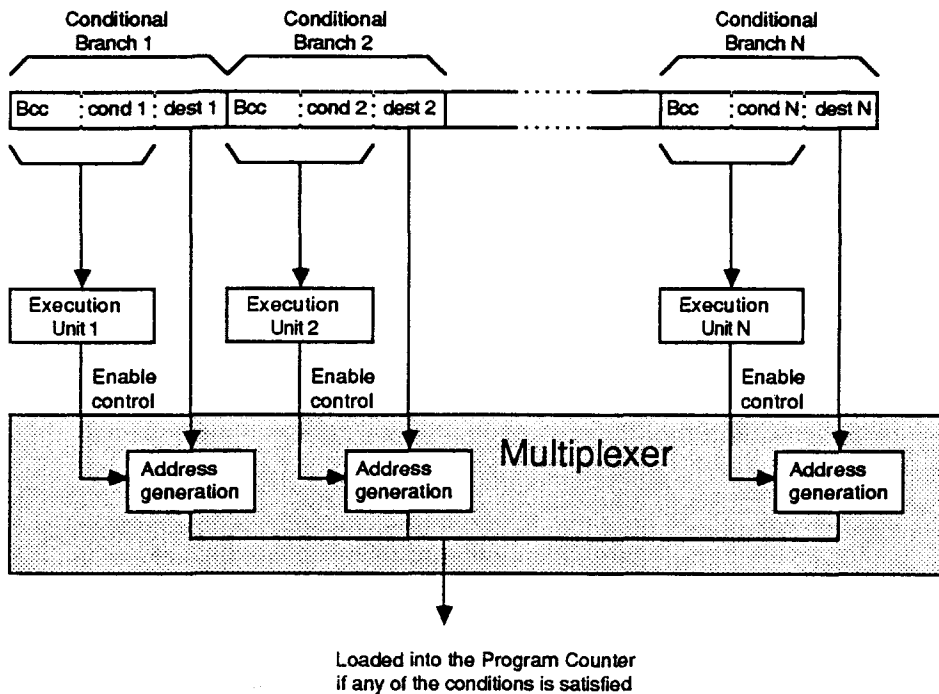 Conditional
Branch 1
Conditional
Branch 2
Conditional
Branch N
Bcc cond 1 dest 1 Bcc cond 2 dest 2 Bcc cond N dest N
Execution
Unit 1
Execution
Unit 2
Execution
Unit N
Enable
control
Enable
control
Enable
control
Multiplexer
Address
generation
Address
generation
Address
generation
Loaded into the Program Counter
if any of the conditions is satisfied